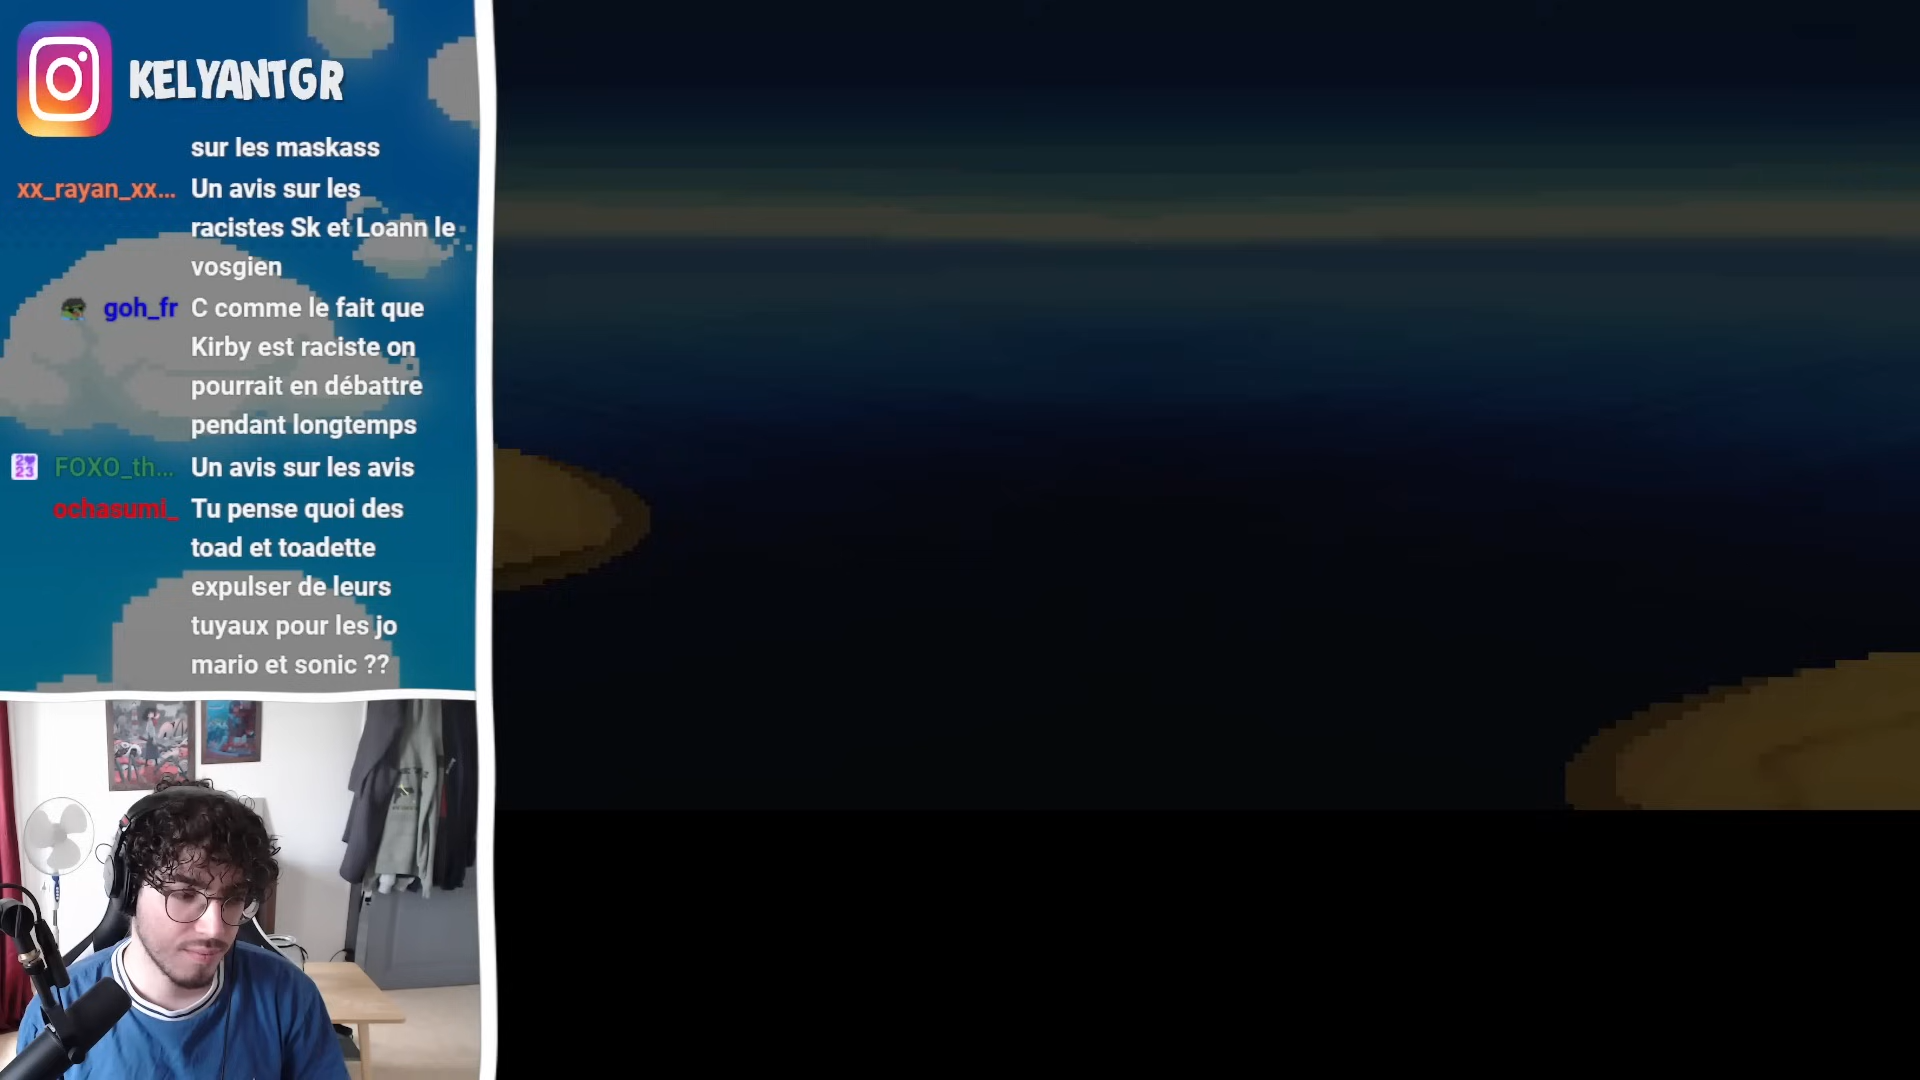 KELYANTGR
sur les maskass
xx_rayan_xx... Un avis sur les
racistes Sk et Loann le
vosgien
goh_fr C comme le fait que
Kirby est raciste on
pourrait en débattre
pendant longtemps
FOXO_th... Un avis sur les avis
ochasumi_ Tu pense quoi des
toad et toadette
expulser de leurs
tuyaux pour les jo
mario et sonic ??